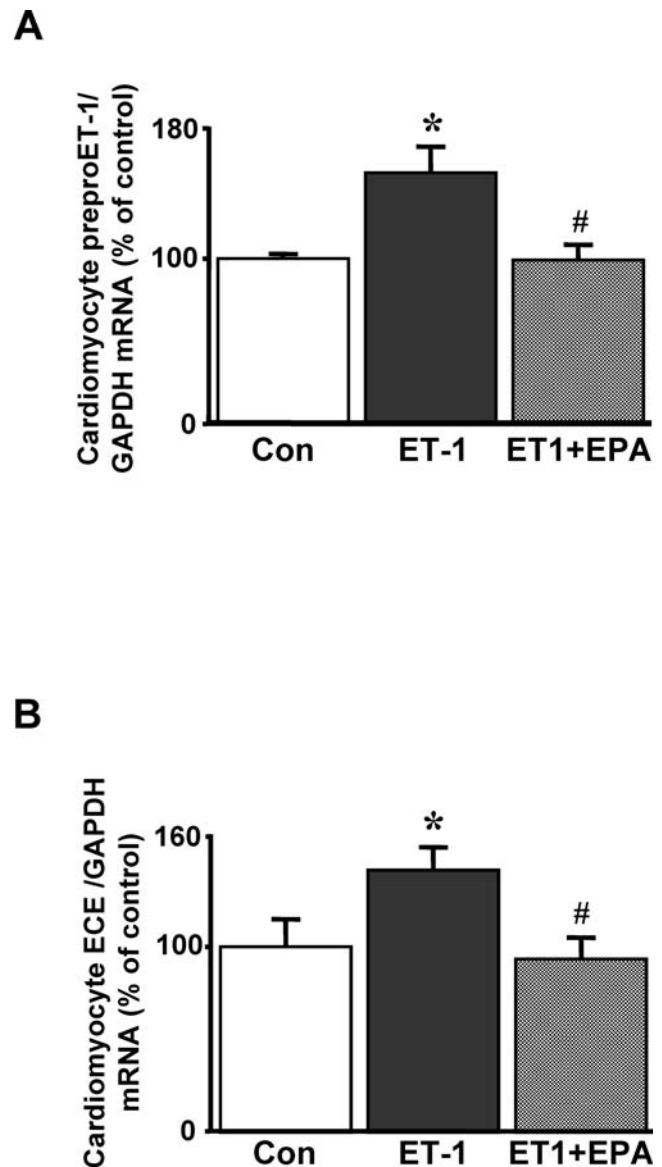 A
Cardiomyocyte preproET-1/
GAPDH mRNA (% of control)
180
100
0
*
#
Con ET-1 ET1+EPA
B
Cardiomyocyte ECE /GAPDH
mRNA (% of control)
160
100
0
*
#
Con ET-1 ET1+EPA